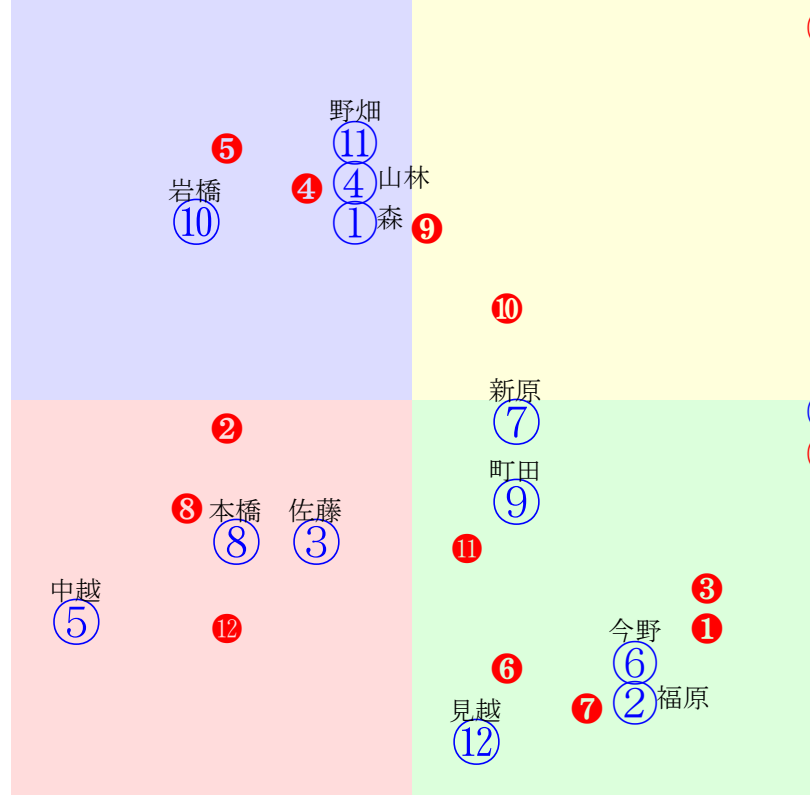 野畑
⑪
❺
④ 山林
❹
岩橋
⑩
① 森
❾
❿
新原
⑦
❷
町田
⑨
❽
本橋
⑧
佐藤
③
⓫
中越
⑤
❸
⓬
今野
⑥
❶
❻
② 福原
❼
見越
⑫